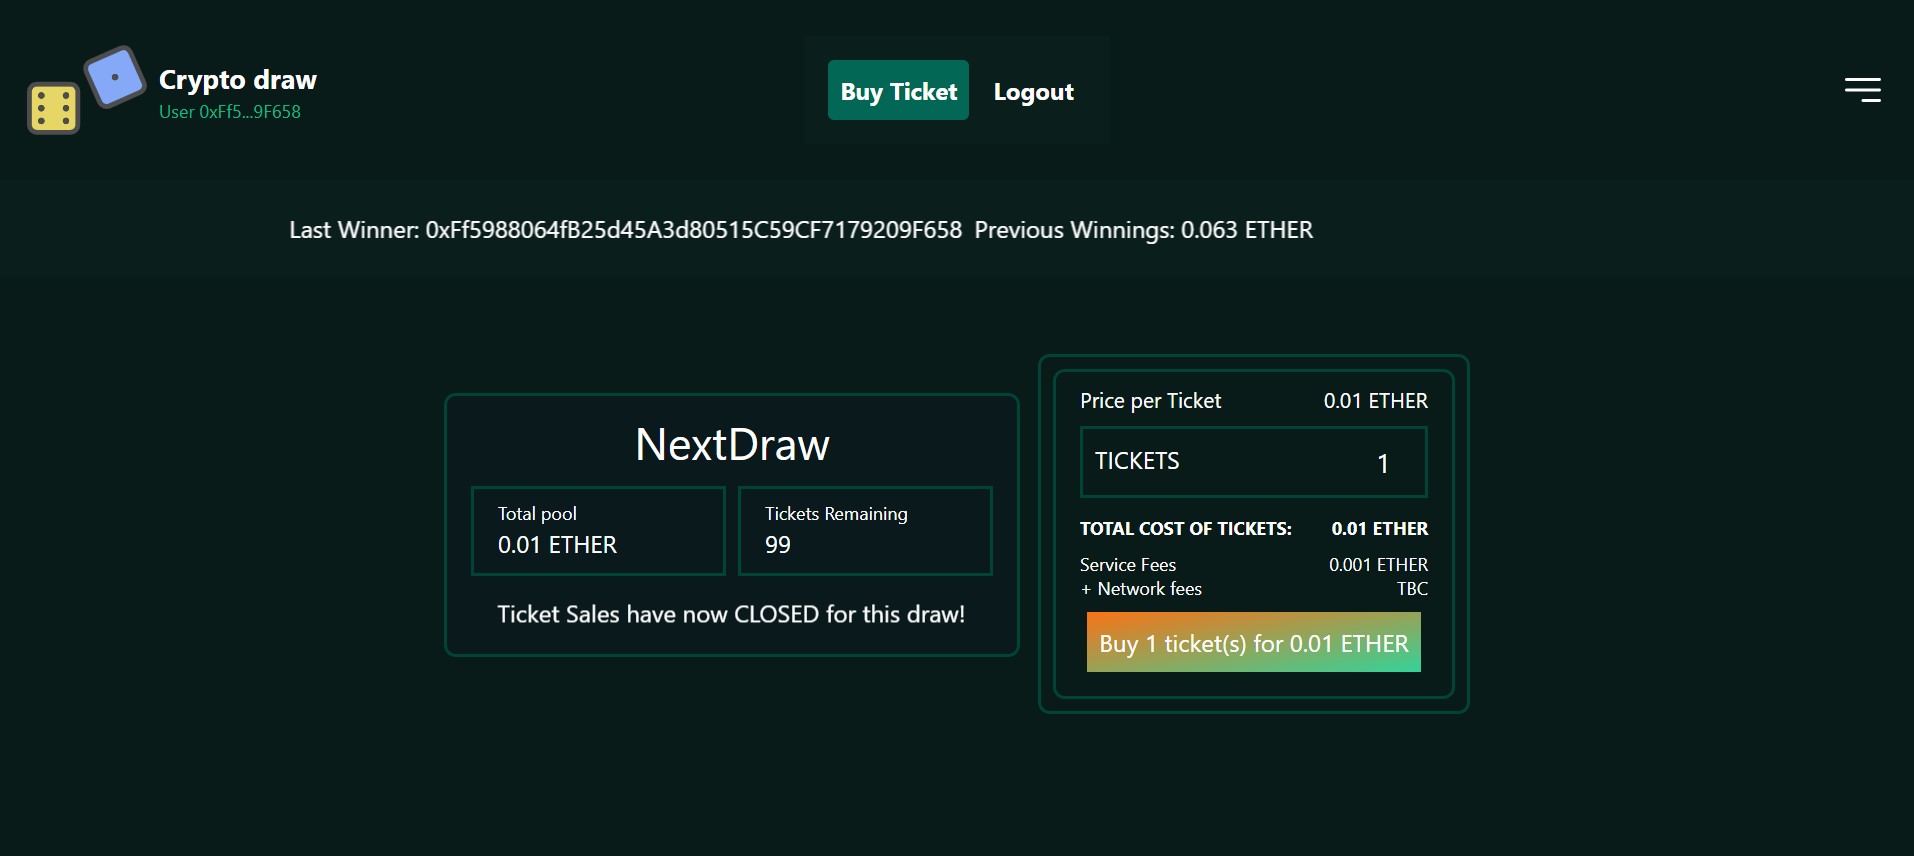 Crypto draw
User 0xFf5...9F658
Buy Ticket
Logout
Last Winner: 0xFf5988064fB25d45A3d80515C59CF7179209F658 Previous Winnings: 0.063 ETHER
NextDraw
Total pool
0.01 ETHER
Tickets Remaining
99
Ticket Sales have now CLOSED for this draw!
Price per Ticket 0.01 ETHER
TICKETS 1
TOTAL COST OF TICKETS: 0.01 ETHER
Service Fees 0.001 ETHER
+ Network fees TBC
Buy 1 ticket(s) for 0.01 ETHER